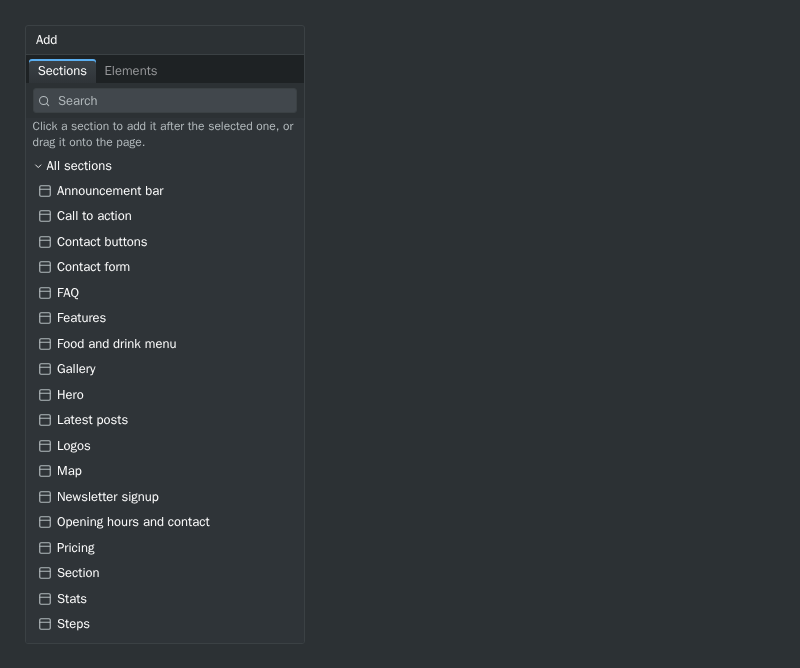 Add
Sections Elements
Search
Click a section to add it after the selected one, or
drag it onto the page.
All sections
Announcement bar
Call to action
Contact buttons
Contact form
FAQ
Features
Food and drink menu
Gallery
Hero
Latest posts
Logos
Map
Newsletter signup
Opening hours and contact
Pricing
Section
Stats
Steps